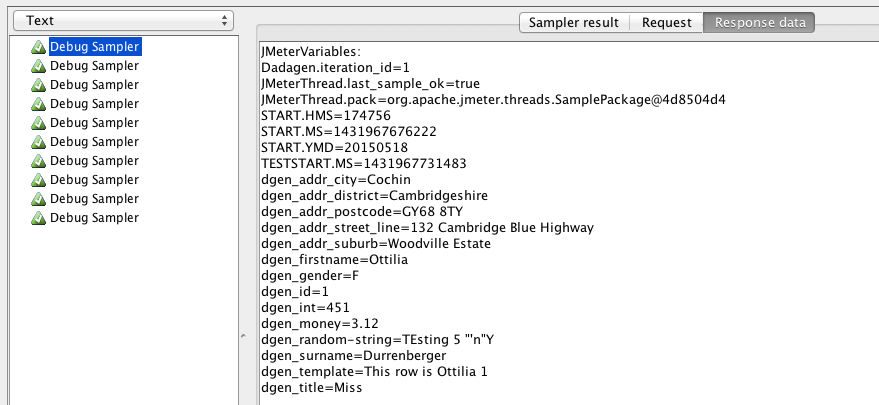 Text
Sampler result Request Response data
Debug Sampler
Debug Sampler
Debug Sampler
Debug Sampler
Debug Sampler
Debug Sampler
Debug Sampler
Debug Sampler
Debug Sampler
Debug Sampler
JMeterVariables:
Dadagen.iteration_id=1
JMeterThread.last_sample_ok=true
JMeterThread.pack=org.apache.jmeter.threads.SamplePackage@4d8504d4
START.HMS=174756
START.MS=1431967676222
START.YMD=20150518
TESTSTART.MS=1431967731483
dgen_addr_city=Cochin
dgen_addr_district=Cambridgeshire
dgen_addr_postcode=GY68 8TY
dgen_addr_street_line=132 Cambridge Blue Highway
dgen_addr_suburb=Woodville Estate
dgen_firstname=Ottilia
dgen_gender=F
dgen_id=1
dgen_int=451
dgen_money=3.12
dgen_random-string=TEsting 5 "'n"Y
dgen_surname=Durrenberger
dgen_template=This row is Ottilia 1
dgen_title=Miss